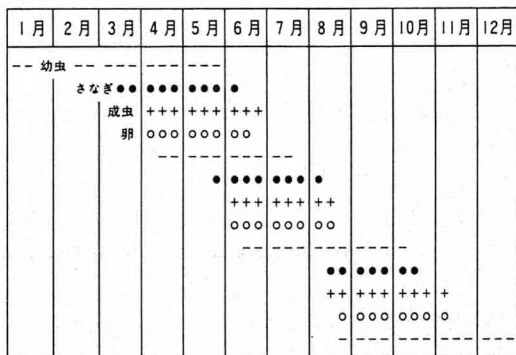 1月 2月 3月 4月 5月 6月 7月 8月 9月 10月 11月 12月
-- 幼虫 -- -- --- --- ---
さなぎ●● ●●● ●●● ●
成虫 +++ +++ +++
卵 ○○○ ○○○ ○○
-- --- --- --
● ●●● ●●● ●
+++ +++ ++
○○○ ○○○ ○○
-- --- --- --- -
●● ●●● ●●
++ +++ +++ +
○ ○○○ ○○○ ○
- --- --- --- ---